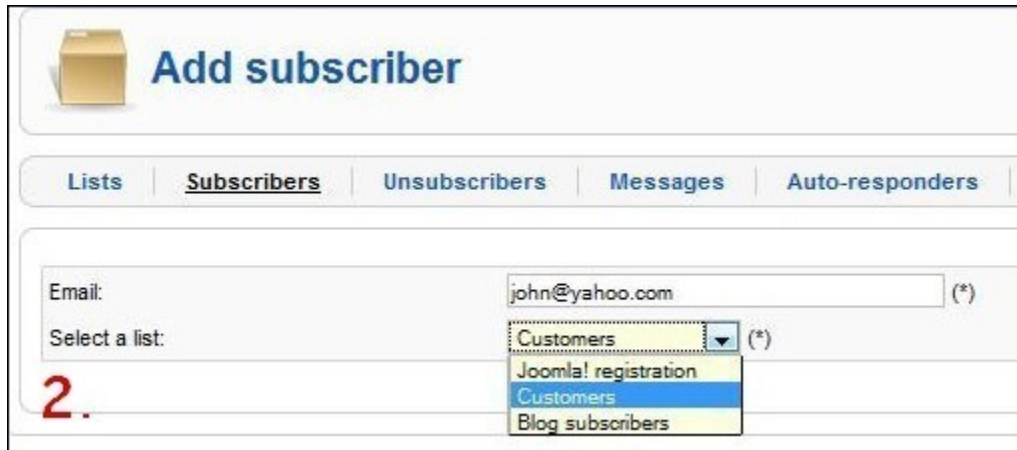 Add subscriber
Lists Subscribers Unsubscribers Messages Auto-responders
Email: john@yahoo.com (*)
Select a list: Customers (*)
Joomla! registration
Customers
Blog subscribers
2.